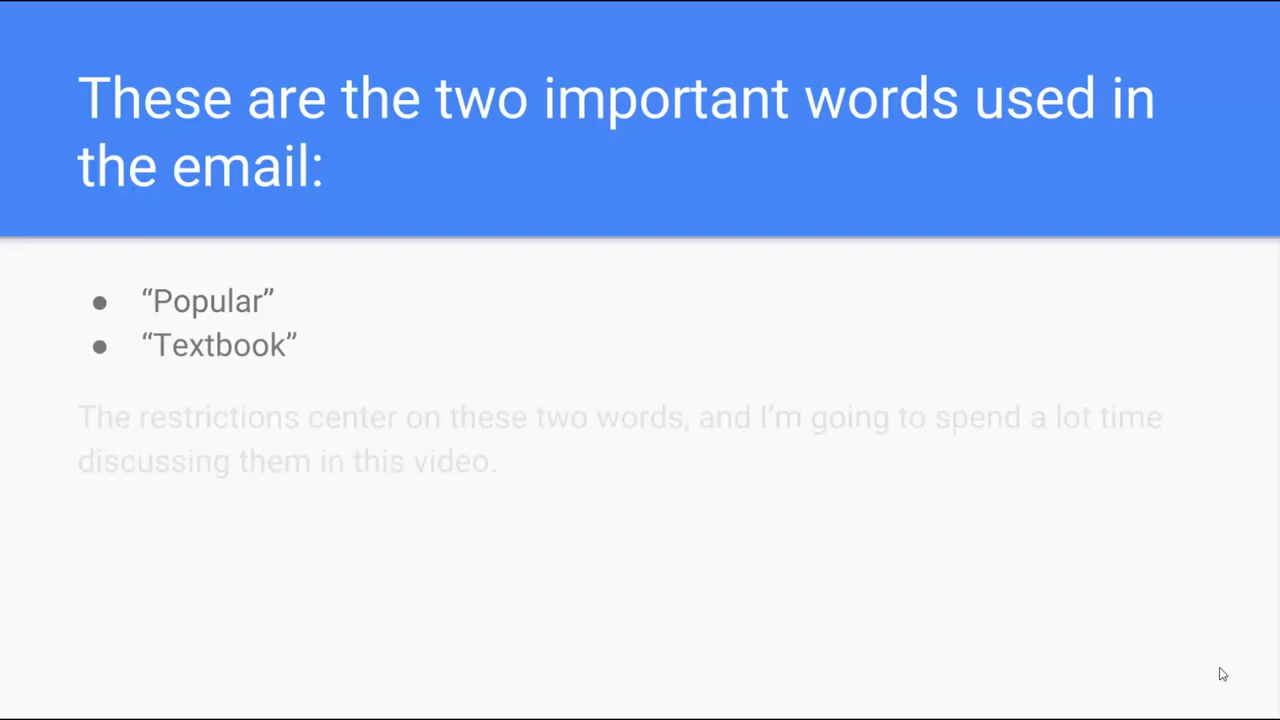 These are the two important words used in
the email:
● “Popular”
● “Textbook”
The restrictions center on these two words, and I’m going to spend a lot time
discussing them in this video.